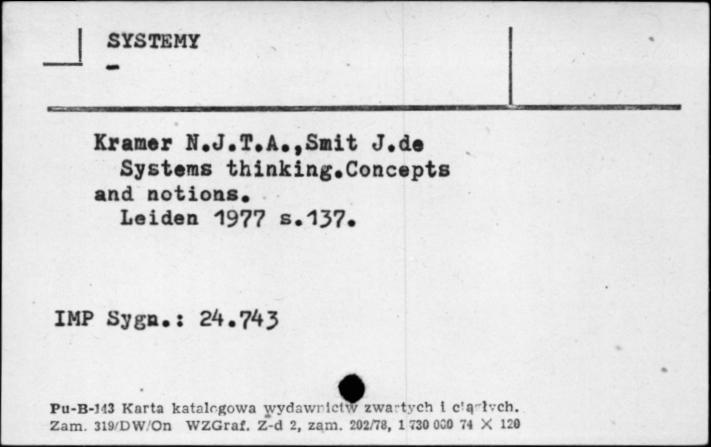 SYSTEMY
Kramer N.J.T.A.,Smit J.de
Systems thinking.Concepts
and notions.
Leiden 1977 s.137.
IMP Sygn.: 24.743
Pu-B-143 Karta katalogowa wydawnictw zwartych i ciągłych.
Zam. 319/DW/On WZGraf. Z-d 2, zam. 202/78, 1 730 000 74 × 120